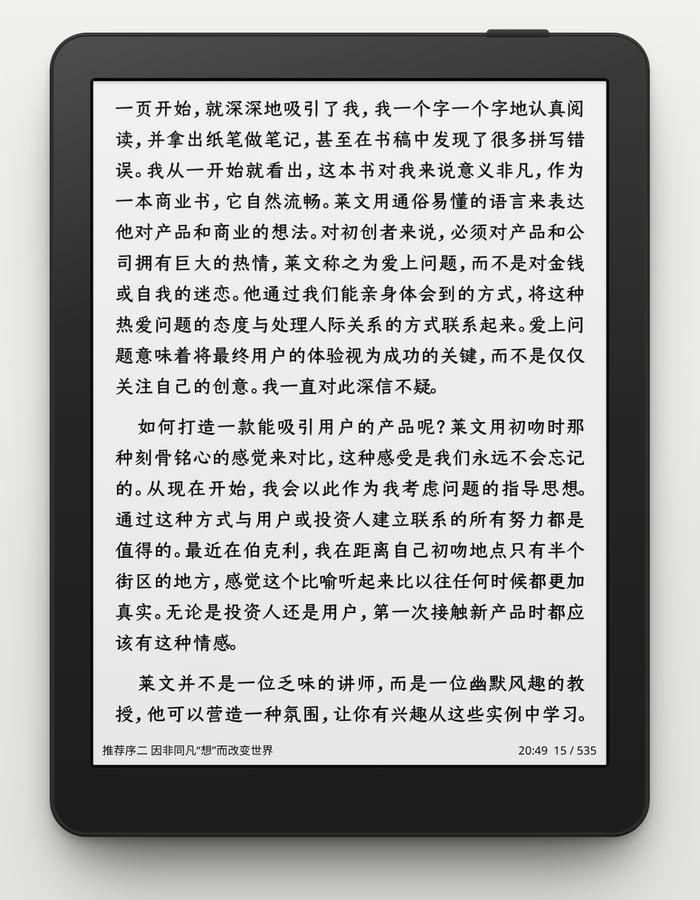 一页开始,就深深地吸引了我,我一个字一个字地认真阅
读,并拿出纸笔做笔记,甚至在书稿中发现了很多拼写错
误。我从一开始就看出,这本书对我来说意义非凡,作为
一本商业书,它自然流畅。莱文用通俗易懂的语言来表达
他对产品和商业的想法。对初创者来说,必须对产品和公
司拥有巨大的热情,莱文称之为爱上问题,而不是对金钱
或自我的迷恋。他通过我们能亲身体会到的方式,将这种
热爱问题的态度与处理人际关系的方式联系起来。爱上问
题意味着将最终用户的体验视为成功的关键,而不是仅仅
关注自己的创意。我一直对此深信不疑。
如何打造一款能吸引用户的产品呢?莱文用初吻时那
种刻骨铭心的感觉来对比,这种感受是我们永远不会忘记
的。从现在开始,我会以此作为我考虑问题的指导思想。
通过这种方式与用户或投资人建立联系的所有努力都是
值得的。最近在伯克利,我在距离自己初吻地点只有半个
街区的地方,感觉这个比喻听起来比以往任何时候都更加
真实。无论是投资人还是用户,第一次接触新产品时都应
该有这种情感。
莱文并不是一位乏味的讲师,而是一位幽默风趣的教
授,他可以营造一种氛围,让你有兴趣从这些实例中学习。
推荐序二 因非同凡“想”而改变世界
20:49 15 / 535